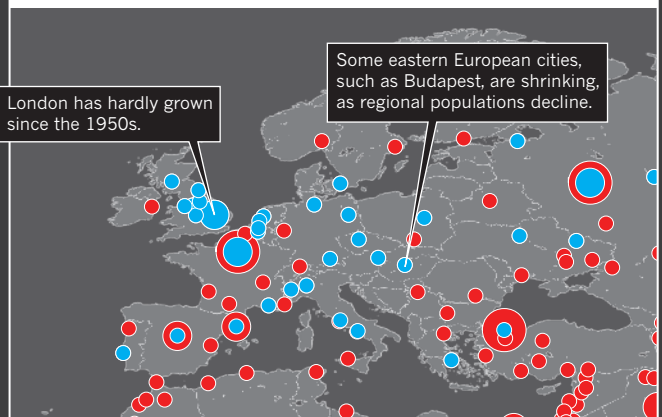 Some eastern European cities,
such as Budapest, are shrinking,
as regional populations decline.
London has hardly grown
since the 1950s.